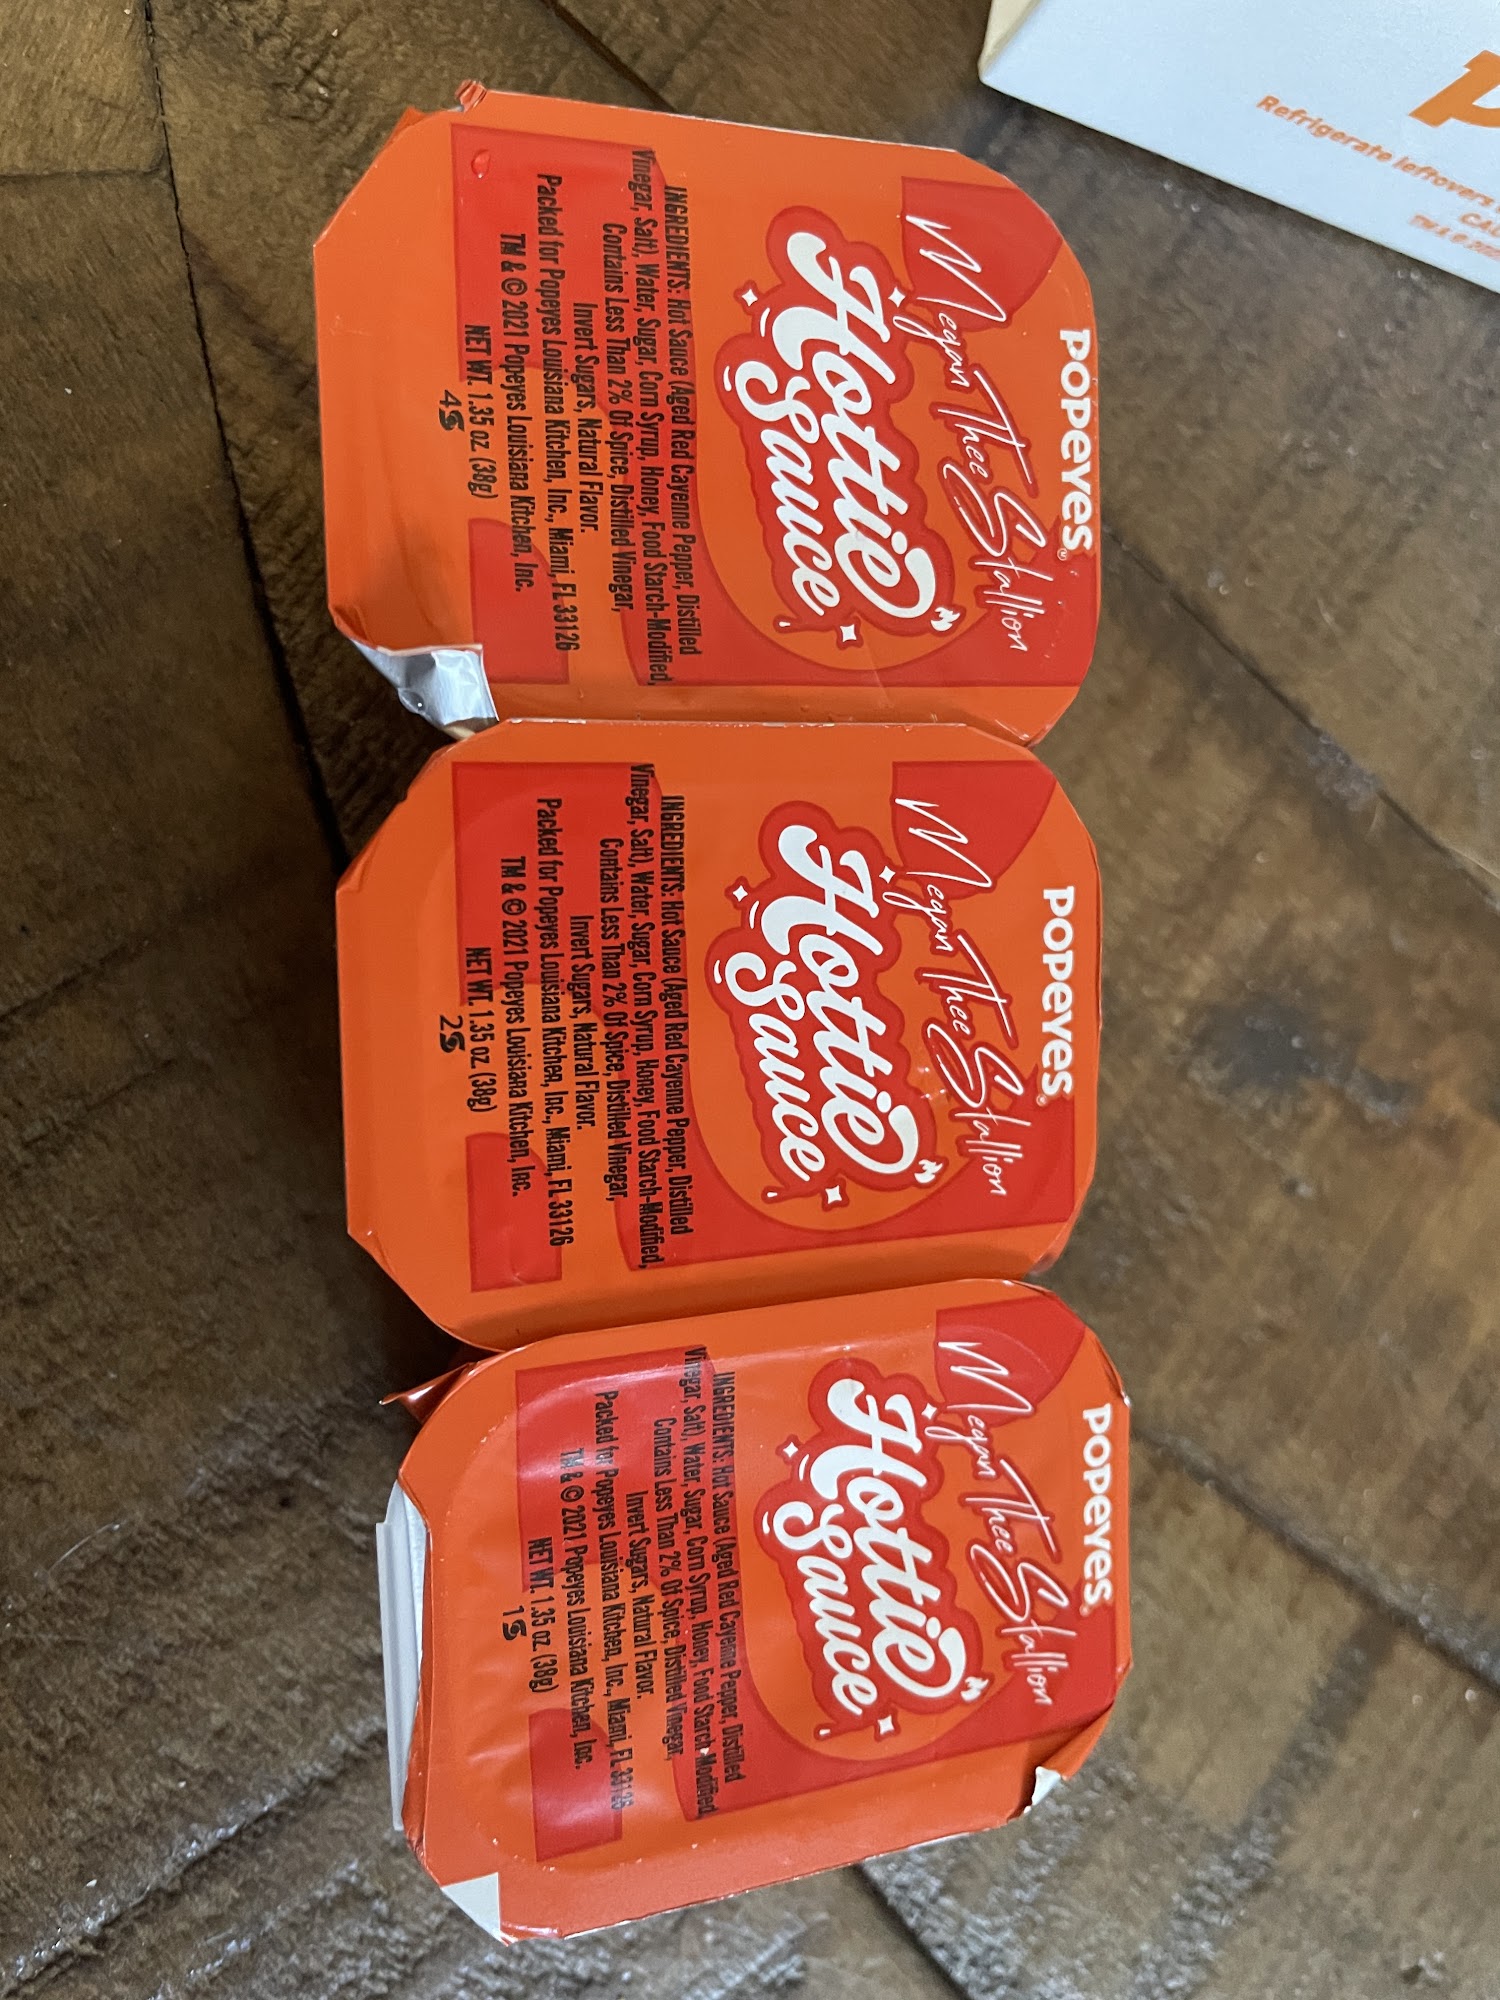 POPEYES®
Megan Thee Stallion
Hottie
Sauce
INGREDIENTS: Hot Sauce (Aged Red Cayenne Pepper, Distilled
Vinegar, Salt), Water, Sugar, Corn Syrup, Honey, Food Starch-Modified,
Contains Less Than 2% Of Spice, Distilled Vinegar,
Invert Sugars, Natural Flavor.
Packed for Popeyes Louisiana Kitchen, Inc., Miami, FL 33126
TM & © 2021 Popeyes Louisiana Kitchen, Inc.
NET WT. 1.35 oz. (38g)
4S
POPEYES®
Megan Thee Stallion
Hottie
Sauce
INGREDIENTS: Hot Sauce (Aged Red Cayenne Pepper, Distilled
Vinegar, Salt), Water, Sugar, Corn Syrup, Honey, Food Starch-Modified,
Contains Less Than 2% Of Spice, Distilled Vinegar,
Invert Sugars, Natural Flavor.
Packed for Popeyes Louisiana Kitchen, Inc., Miami, FL 33126
TM & © 2021 Popeyes Louisiana Kitchen, Inc.
NET WT. 1.35 oz. (38g)
2S
POPEYES®
Megan Thee Stallion
Hottie
Sauce
INGREDIENTS: Hot Sauce (Aged Red Cayenne Pepper, Distilled
Vinegar, Salt), Water, Sugar, Corn Syrup, Honey, Food Starch-Modified,
Contains Less Than 2% Of Spice, Distilled Vinegar,
Invert Sugars, Natural Flavor.
Packed for Popeyes Louisiana Kitchen, Inc., Miami, FL 33126
TM & © 2021 Popeyes Louisiana Kitchen, Inc.
NET WT. 1.35 oz. (38g)
1S
Refrigerate leftovers